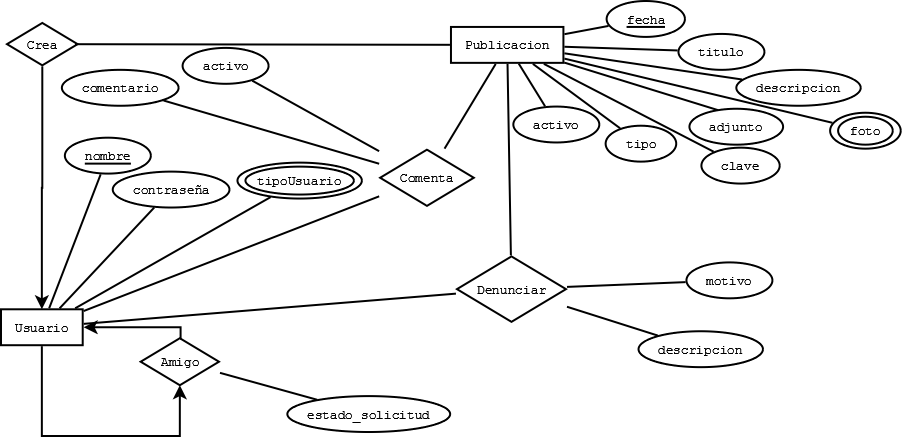 fecha
Crea
Publicacion
titulo
activo
comentario
descripcion
activo
adjunto
foto
tipo
nombre
clave
contraseña
tipoUsuario
Comenta
motivo
Denunciar
Usuario
descripcion
Amigo
estado_solicitud